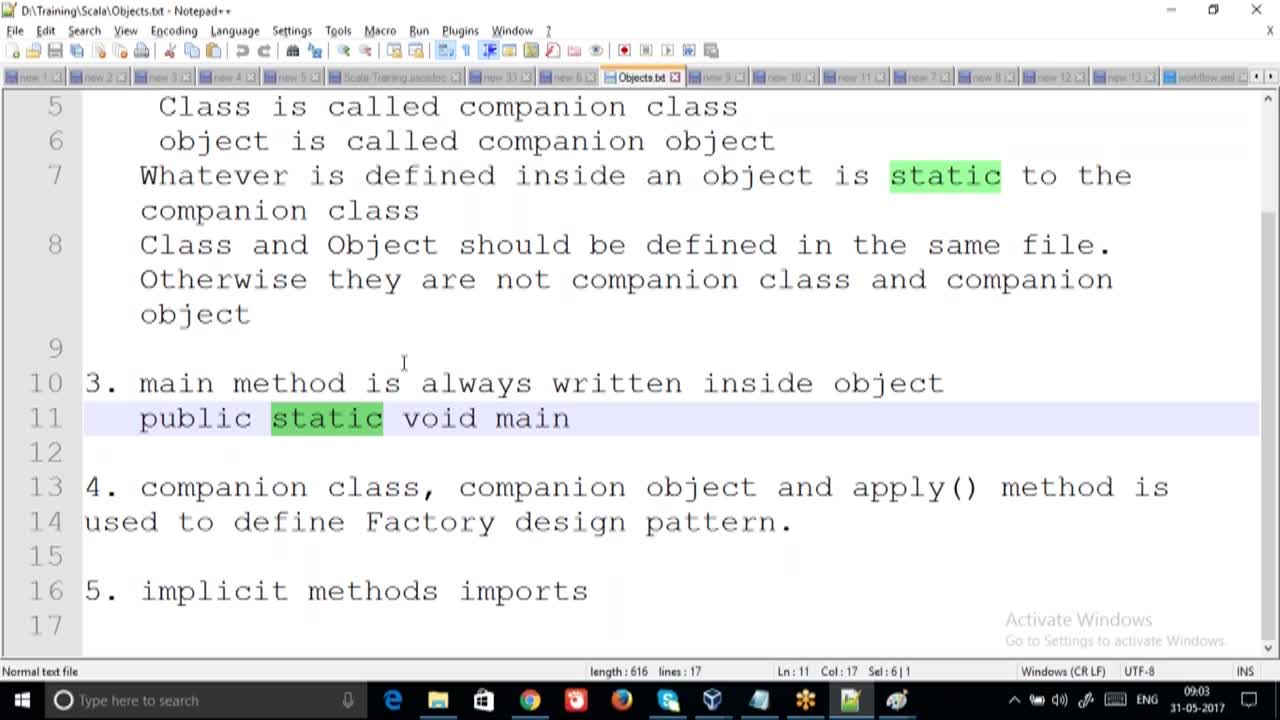 D:\Training\Scala\Objects.txt - Notepad++
File Edit Search View Encoding Language Settings Tools Macro Run Plugins Window ? X
new 1 new 2 new 3 new 4 new 5 Scala-Training.asciidoc new 33 new 6 Objects.txt new 9 new 10 new 11 new 7 new 8 new 12 new 13 workflow.xml
5 Class is called companion class
6 object is called companion object
7 Whatever is defined inside an object is static to the
companion class
8 Class and Object should be defined in the same file.
Otherwise they are not companion class and companion
object
9
10 3. main method is always written inside object
11 public static void main
12
13 4. companion class, companion object and apply() method is
14 used to define Factory design pattern.
15
16 5. implicit methods imports
17
Activate Windows
Go to Settings to activate Windows.
Normal text file length : 616 lines : 17 Ln : 11 Col : 17 Sel : 6 | 1 Windows (CR LF) UTF-8 INS
Type here to search ENG 09:03
31-05-2017